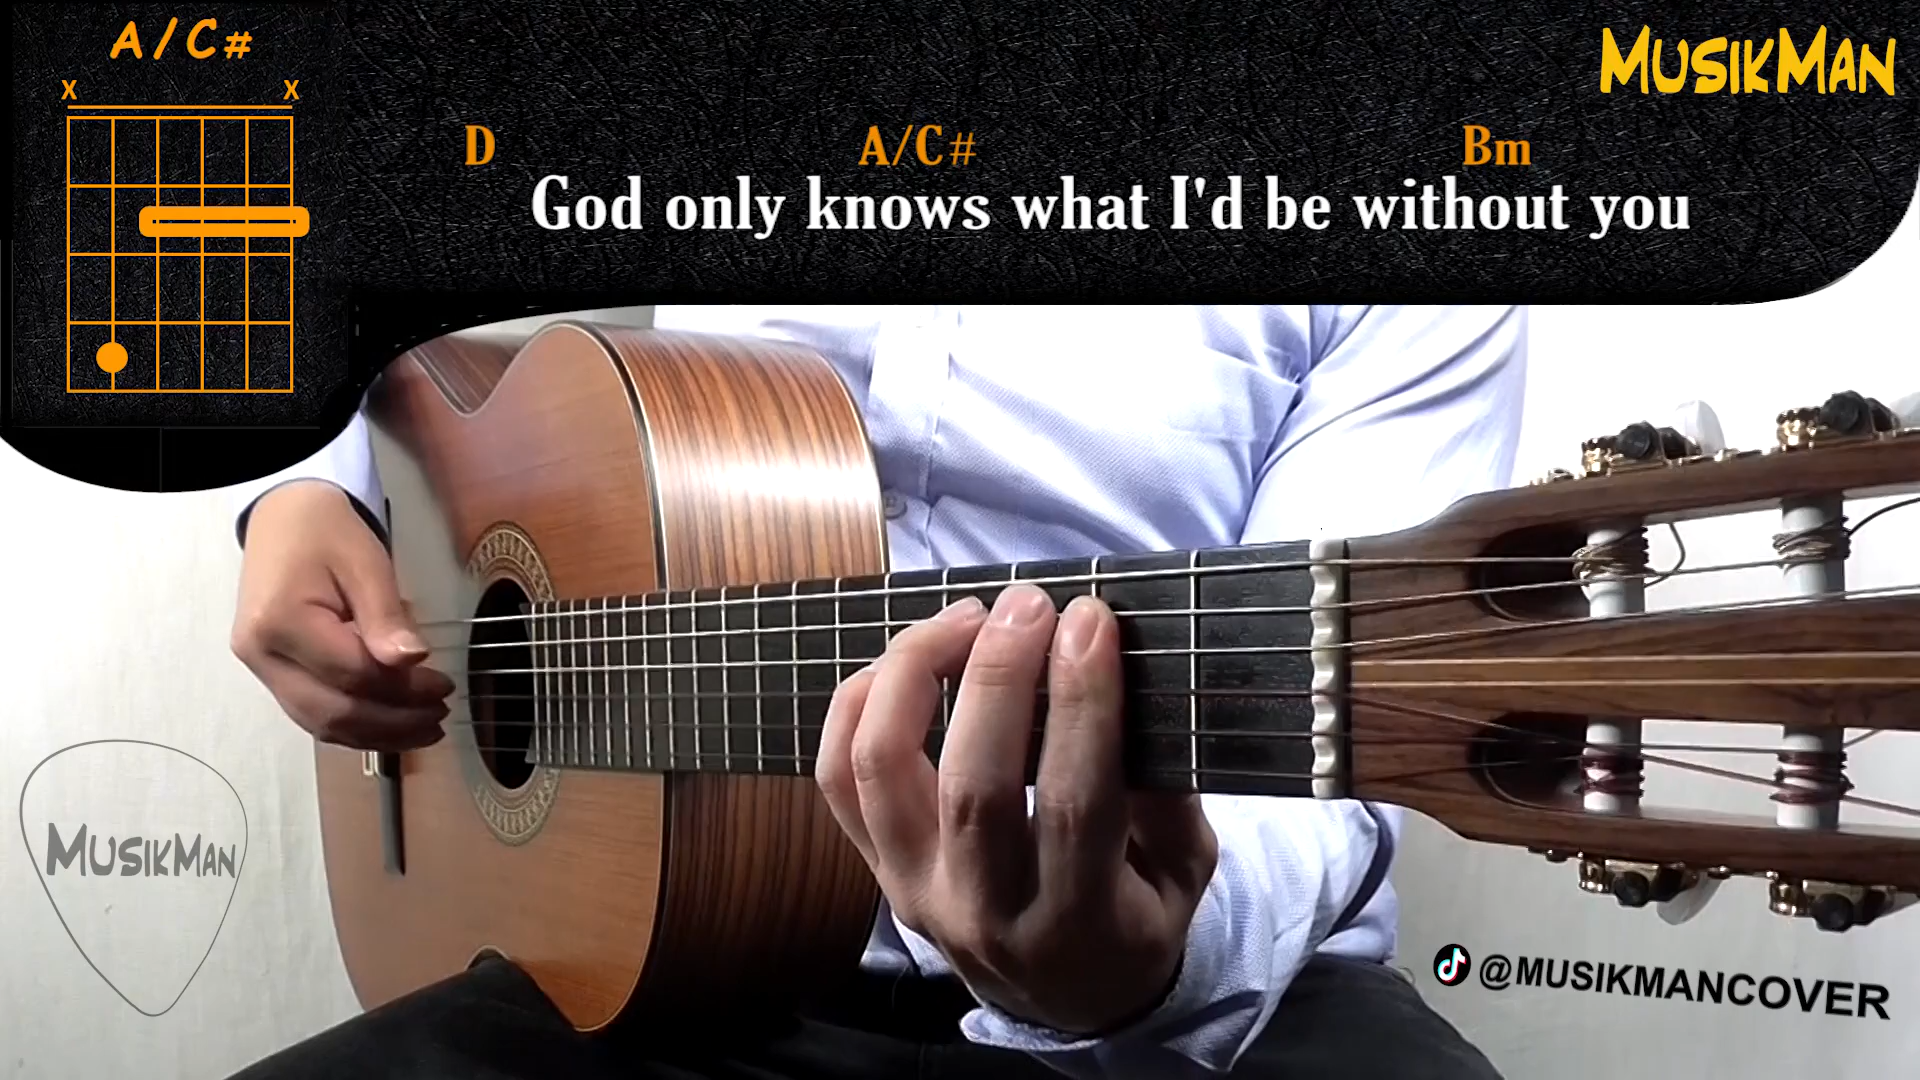 A/C#
x x
MUSIKMAN
D A/C# Bm
God only knows what I'd be without you
MUSIKMAN
@MUSIKMANCOVER